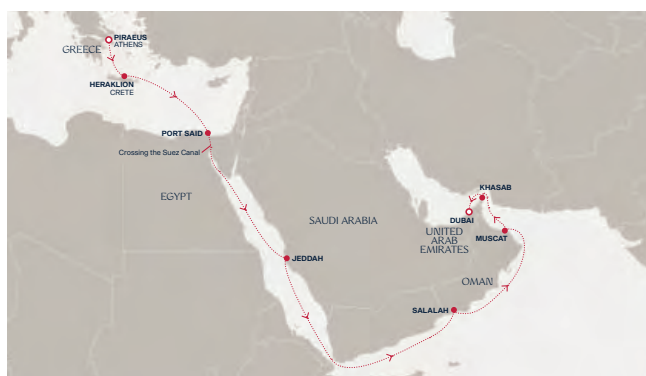 PIRAEUS
ATHENS
GREECE
HERAKLION
CRETE
PORT SAID
Crossing the Suez Canal
EGYPT
SAUDI ARABIA
JEDDAH
KHASAB
DUBAI
UNITED
ARAB
EMIRATES
MUSCAT
OMAN
SALALAH